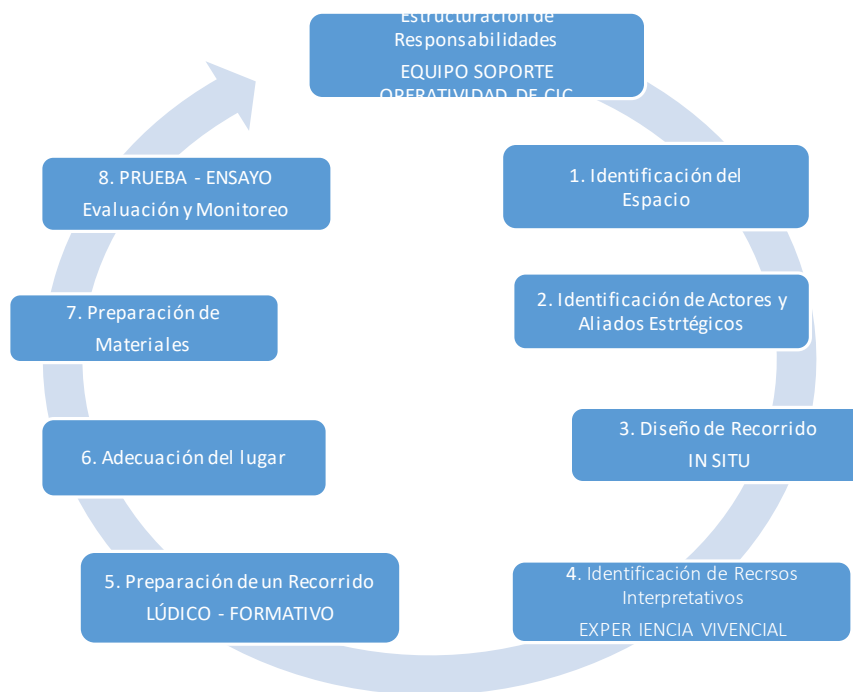 Estructuración de
Responsabilidades
EQUIPO SOPORTE
OPERATIVIDAD DE CIC
1. Identificación del
Espacio
2. Identificación de Actores y
Aliados Estrtégicos
3. Diseño de Recorrido
IN SITU
4. Identificación de Recrsos
Interpretativos
EXPER IENCIA VIVENCIAL
5. Preparación de un Recorrido
LÚDICO - FORMATIVO
6. Adecuación del lugar
7. Preparación de
Materiales
8. PRUEBA - ENSAYO
Evaluación y Monitoreo